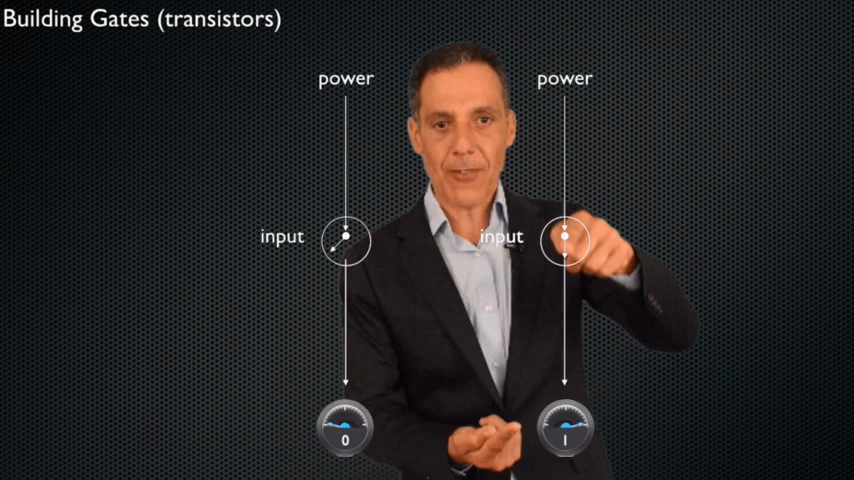 Building Gates (transistors)
power power
input input
0 1